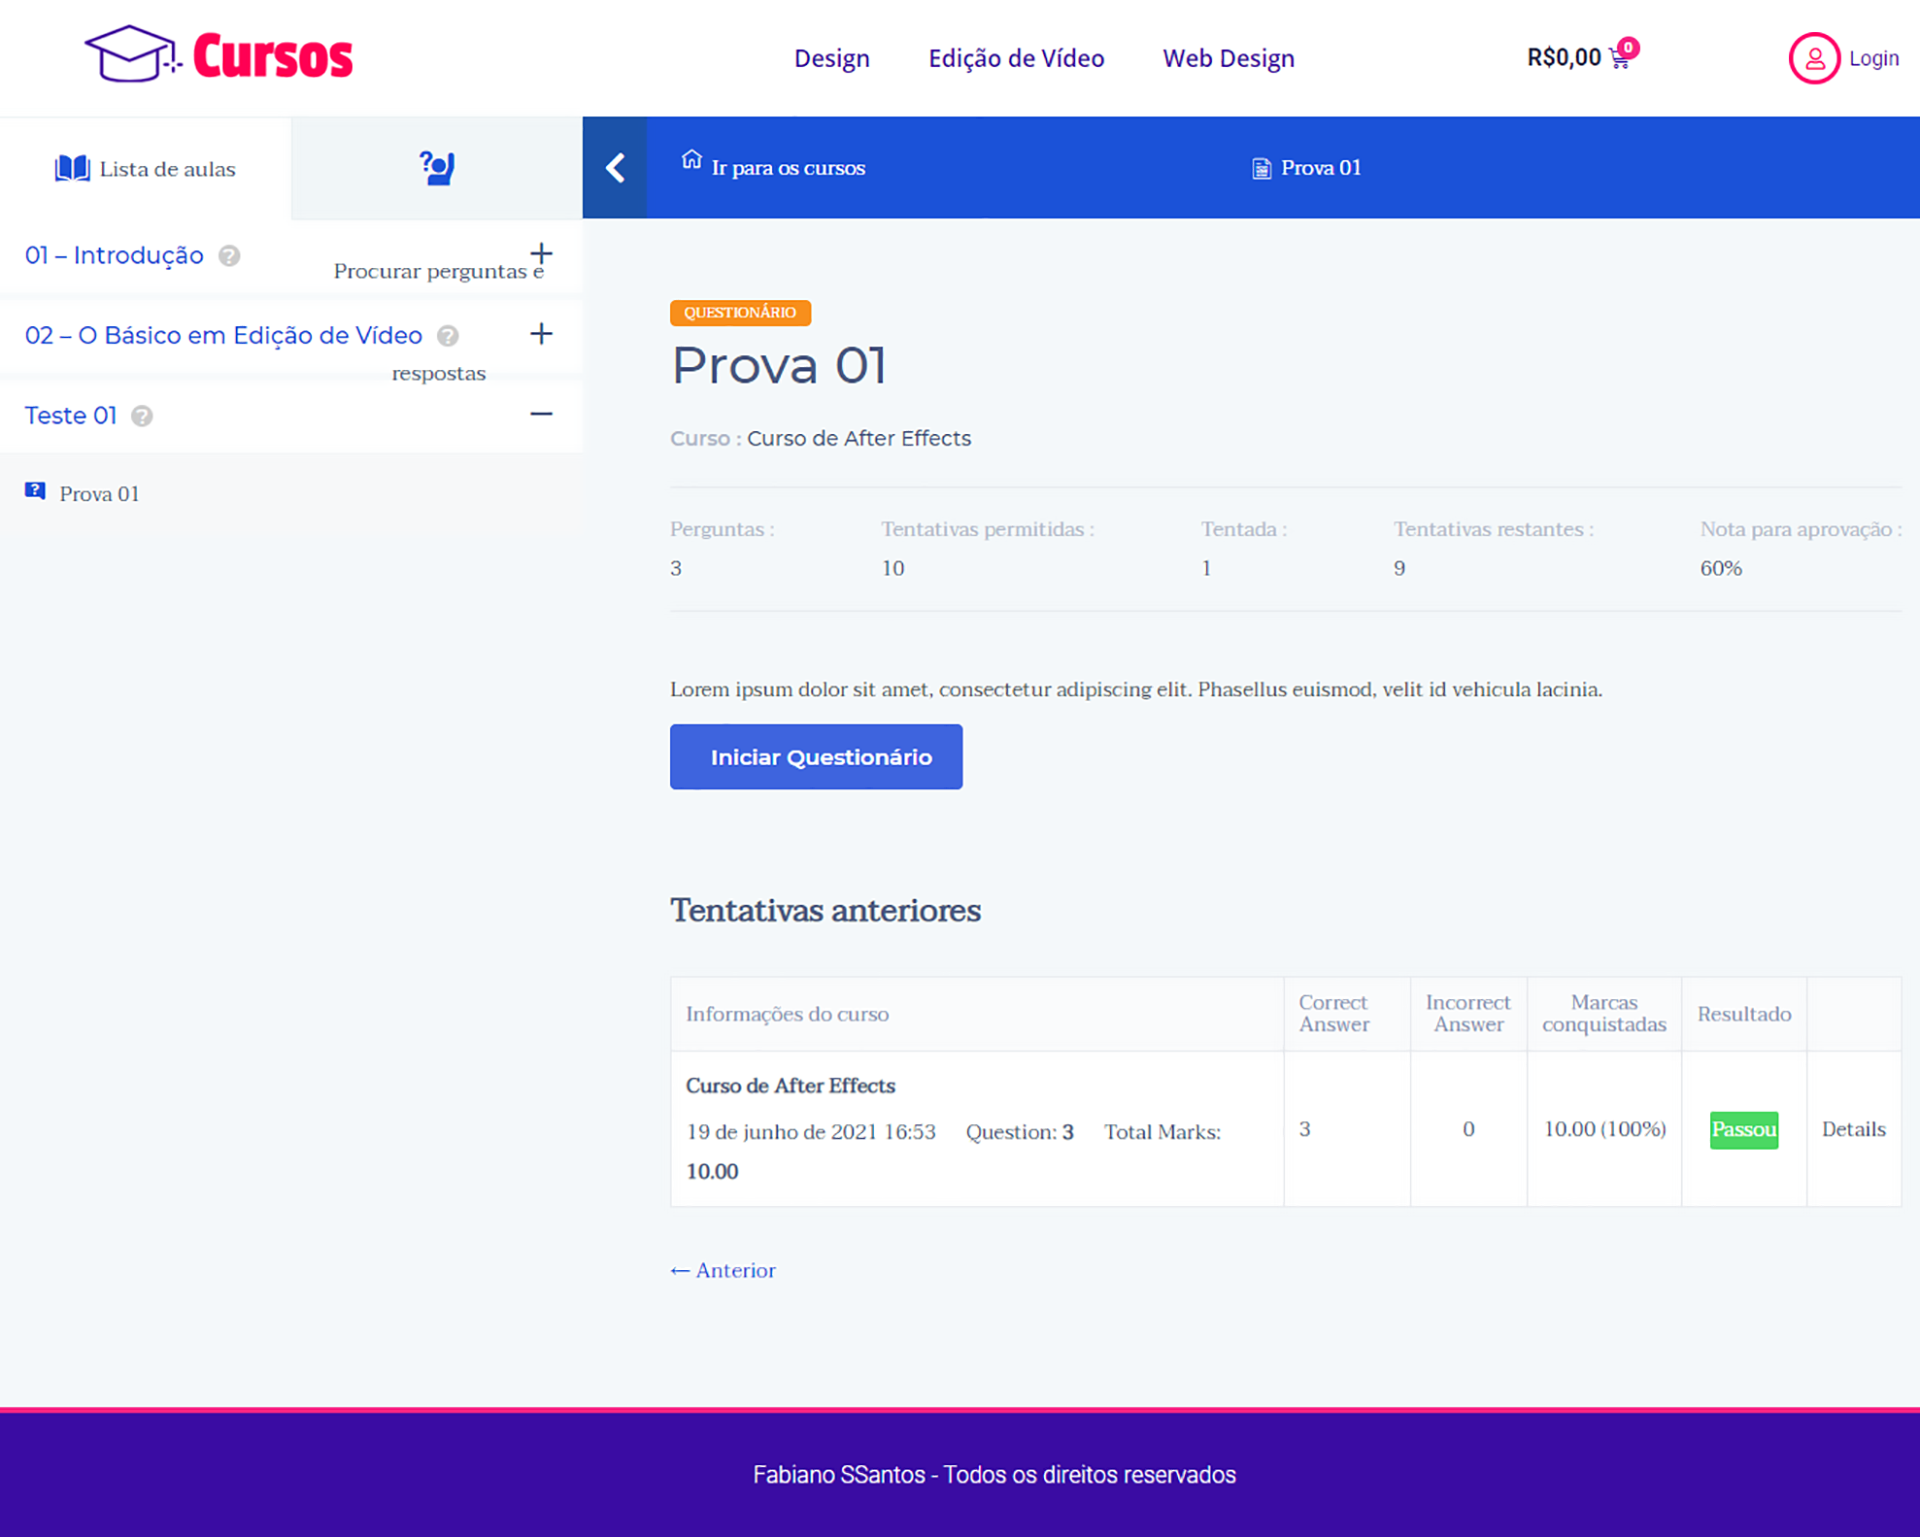 Cursos
Design
Edição de Vídeo
Web Design
R$0,00
0
Login
Lista de aulas
Ir para os cursos
Prova 01
01 – Introdução
Procurar perguntas e
02 – O Básico em Edição de Vídeo
respostas
Teste 01
Prova 01
QUESTIONÁRIO
Prova 01
Curso : Curso de After Effects
Perguntas :
3
Tentativas permitidas :
10
Tentada :
1
Tentativas restantes :
9
Nota para aprovação :
60%
Lorem ipsum dolor sit amet, consectetur adipiscing elit. Phasellus euismod, velit id vehicula lacinia.
Iniciar Questionário
Tentativas anteriores
Informações do curso
Correct
Answer
Incorrect
Answer
Marcas
conquistadas
Resultado
Curso de After Effects
19 de junho de 2021 16:53 Question: 3 Total Marks:
10.00
3
0
10.00 (100%)
Passou
Details
← Anterior
Fabiano SSantos - Todos os direitos reservados